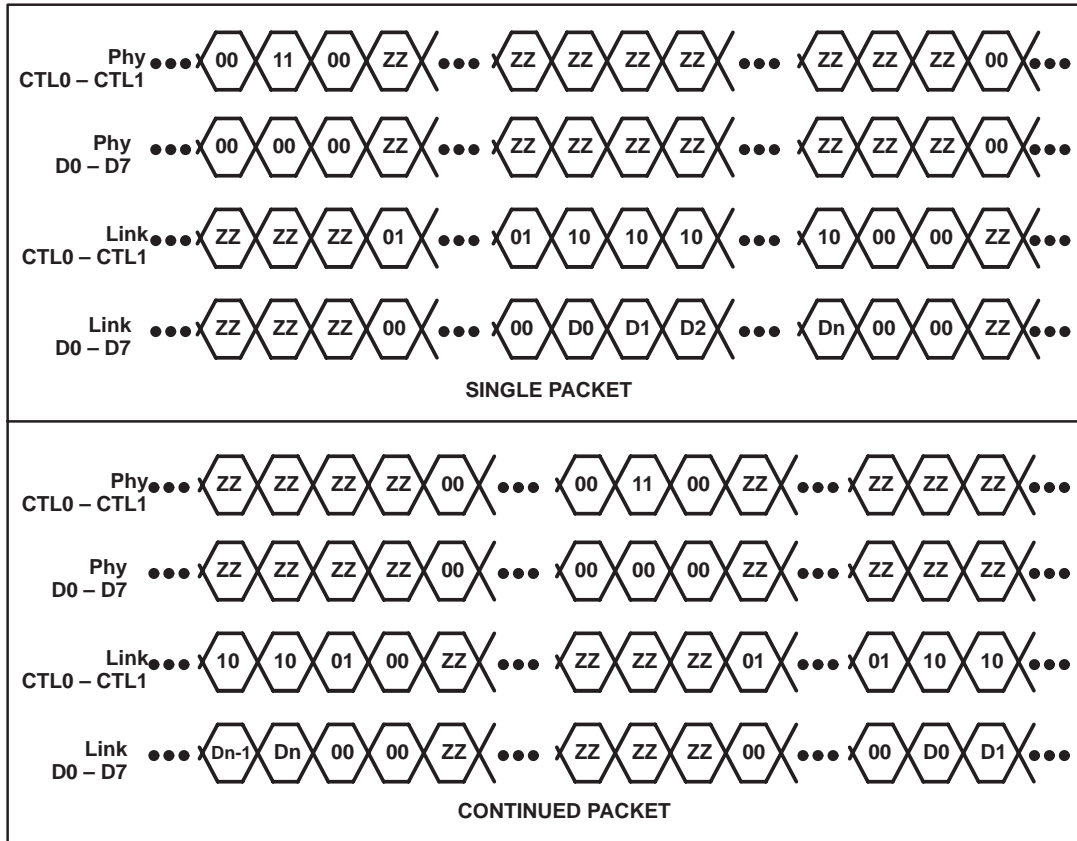 Phy
CTL0 – CTL1
00 11 00 ZZ ZZ ZZ ZZ ZZ ZZ ZZ ZZ 00
Phy
D0 – D7
00 00 00 ZZ ZZ ZZ ZZ ZZ ZZ ZZ ZZ 00
Link
CTL0 – CTL1
ZZ ZZ ZZ 01 01 10 10 10 10 00 00 ZZ
Link
D0 – D7
ZZ ZZ ZZ 00 00 D0 D1 D2 Dn 00 00 ZZ
SINGLE PACKET
Phy
CTL0 – CTL1
ZZ ZZ ZZ ZZ 00 00 11 00 ZZ ZZ ZZ ZZ
Phy
D0 – D7
ZZ ZZ ZZ ZZ 00 00 00 00 ZZ ZZ ZZ ZZ
Link
CTL0 – CTL1
10 10 01 00 ZZ ZZ ZZ ZZ 01 01 10 10
Link
D0 – D7
Dn-1 Dn 00 00 ZZ ZZ ZZ ZZ 00 00 D0 D1
CONTINUED PACKET